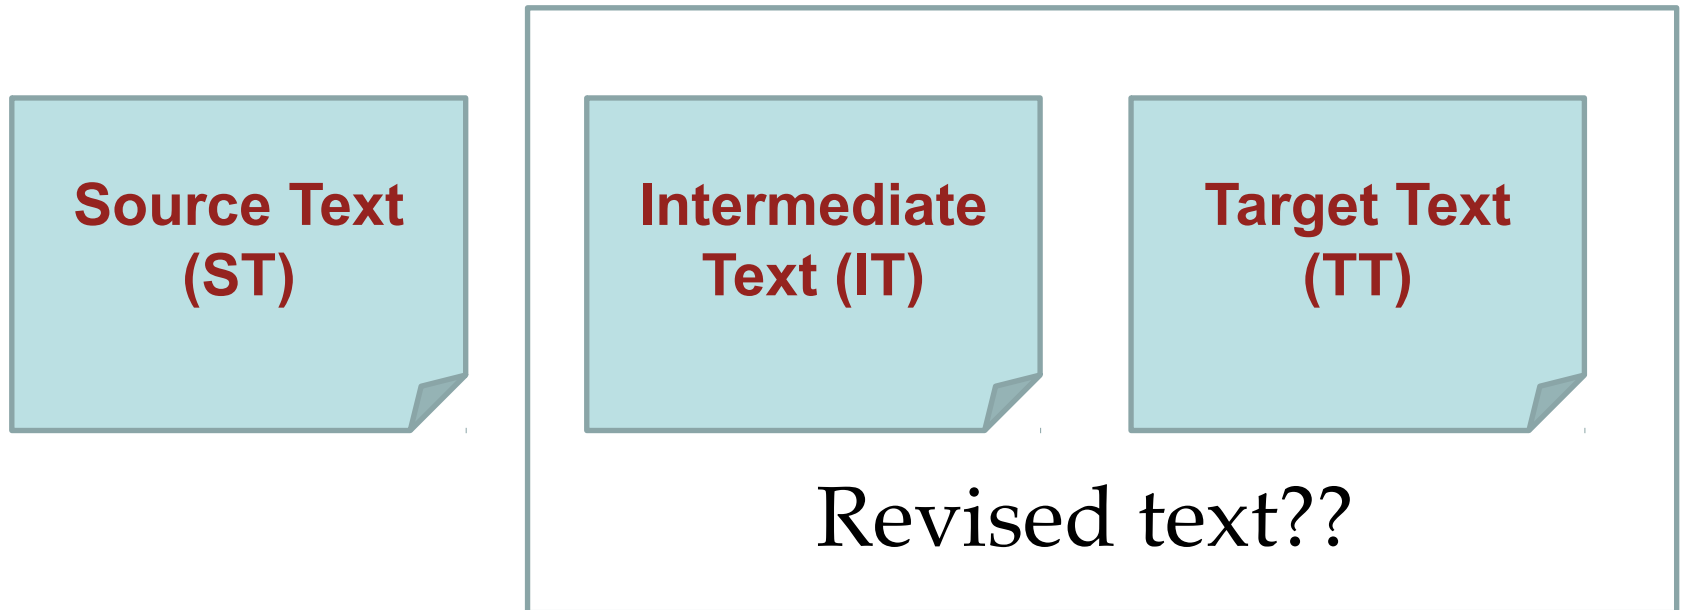 Source Text
(ST)
Intermediate
Text (IT)
Target Text
(TT)
Revised text??